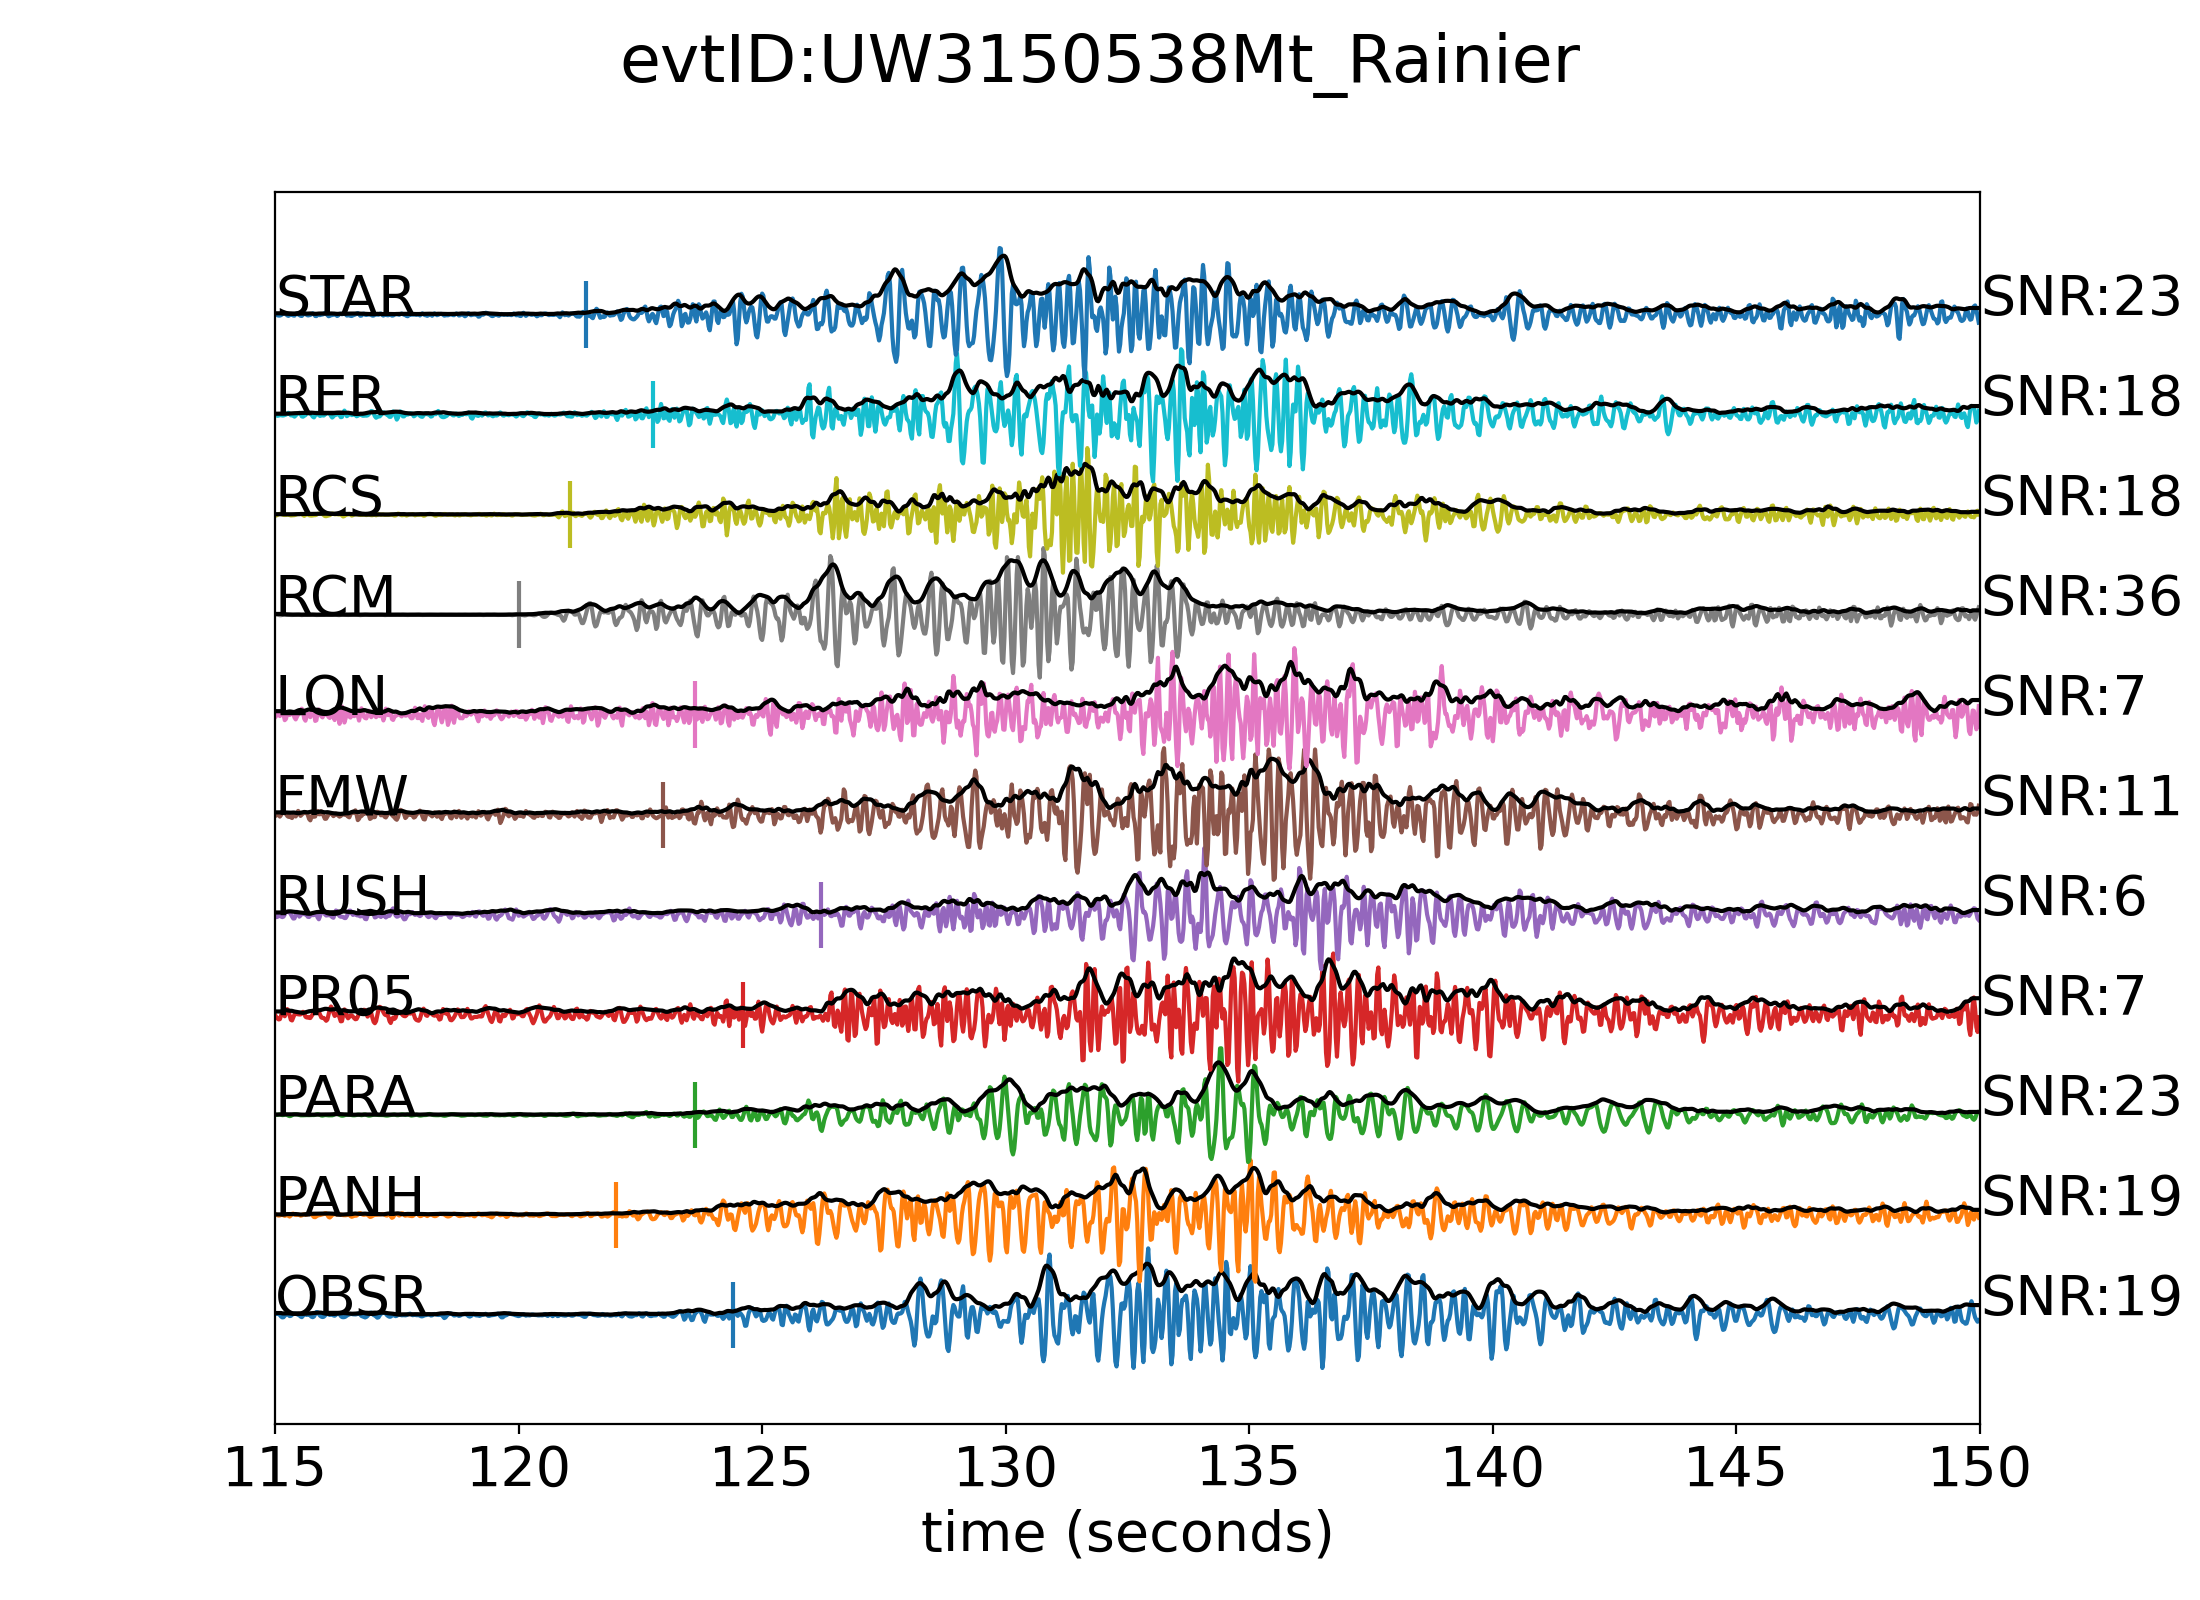 evtID:UW3150538Mt_Rainier
STAR SNR:23
RER SNR:18
RCS SNR:18
RCM SNR:36
LON SNR:7
FMW SNR:11
RUSH SNR:6
PR05 SNR:7
PARA SNR:23
PANH SNR:19
OBSR SNR:19
115 120 125 130 135 140 145 150
time (seconds)